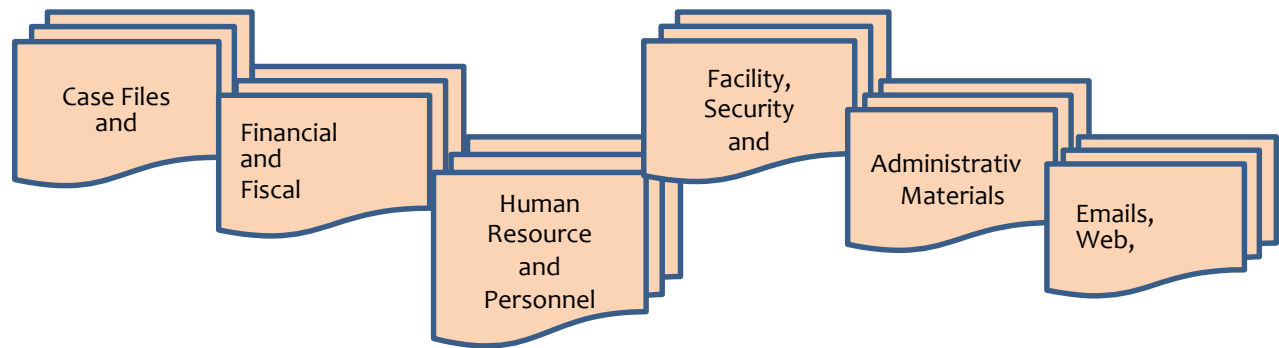 Case Files
and
Financial
and
Fiscal
Human
Resource
and
Personnel
Facility,
Security
and
Administrativ
Materials
Emails,
Web,